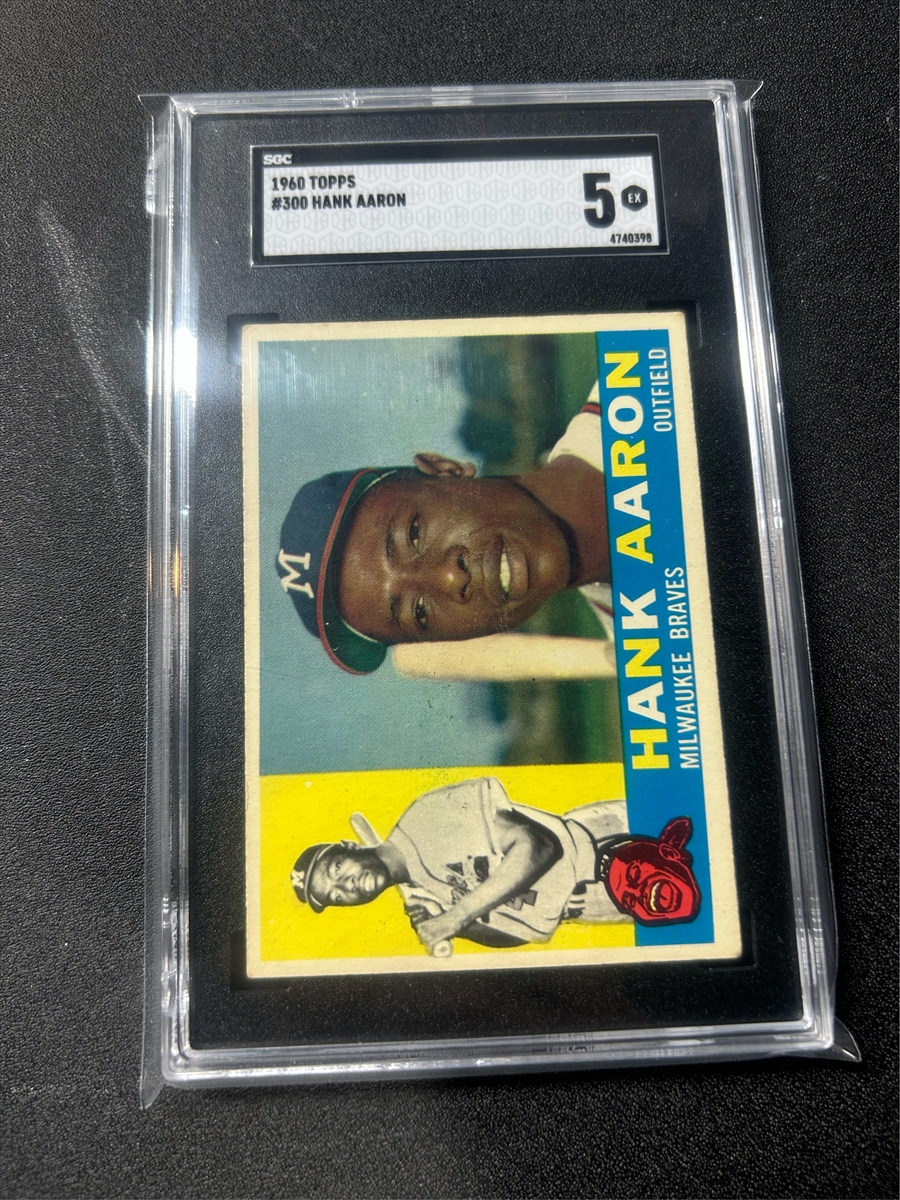 SGC
1960 TOPPS
#300 HANK AARON
5 EX
4740398
HANK AARON
MILWAUKEE BRAVES OUTFIELD
M
M